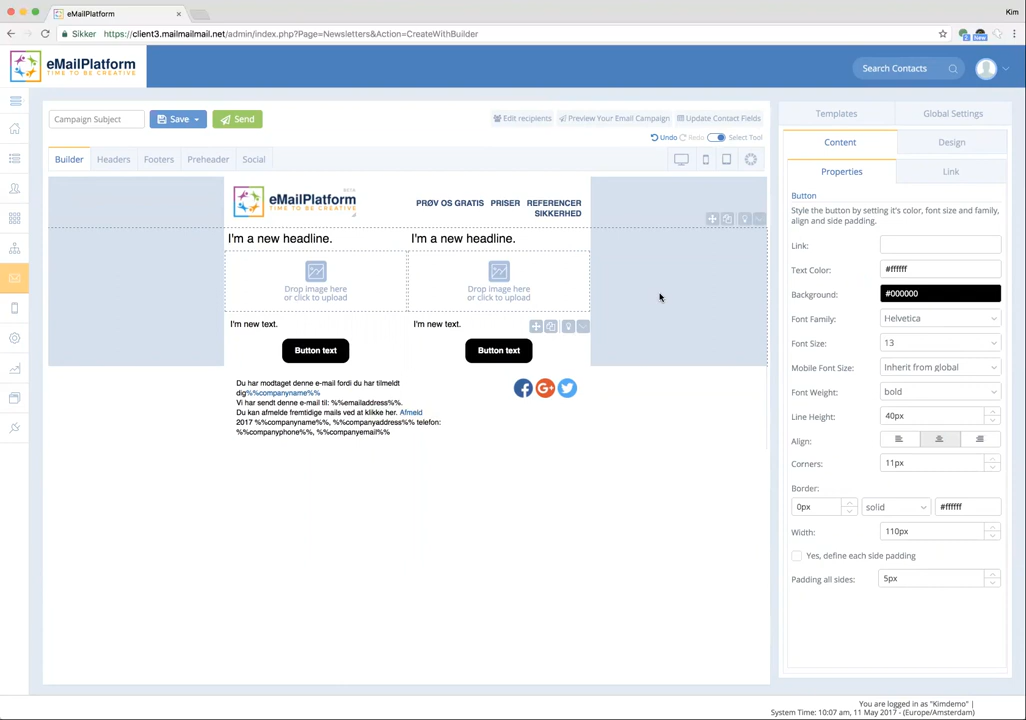 eMailPlatform
Kim
Sikker
https://client3.mailmailmail.net/admin/index.php?Page=Newsletters&Action=CreateWithBuilder
New
eMailPlatform
TIME TO BE CREATIVE
Search Contacts
Campaign Subject
Save
Send
Edit recipients
Preview Your Email Campaign
Update Contact Fields
Undo
Redo
Select Tool
Builder
Headers
Footers
Preheader
Social
BETA
eMailPlatform
TIME TO BE CREATIVE
PRØV OS GRATIS PRISER REFERENCER
SIKKERHED
I'm a new headline.
I'm a new headline.
Drop image here
or click to upload
Drop image here
or click to upload
I'm new text.
I'm new text.
Button text
Button text
Du har modtaget denne e-mail fordi du har tilmeldt
dig%%companyname%%
Vi har sendt denne e-mail til: %%emailaddress%%.
Du kan afmelde fremtidige mails ved at klikke her. Afmeld
2017 %%companyname%%, %%companyaddress%% telefon:
%%companyphone%%, %%companyemail%%
Templates
Global Settings
Content
Design
Properties
Link
Button
Style the button by setting it's color, font size and family,
align and side padding.
Link:
Text Color: #ffffff
Background: #000000
Font Family: Helvetica
Font Size: 13
Mobile Font Size: Inherit from global
Font Weight: bold
Line Height: 40px
Align:
Corners: 11px
Border:
0px solid #ffffff
Width: 110px
Yes, define each side padding
Padding all sides: 5px
You are logged in as "Kimdemo" |
System Time: 10:07 am, 11 May 2017 - (Europe/Amsterdam)